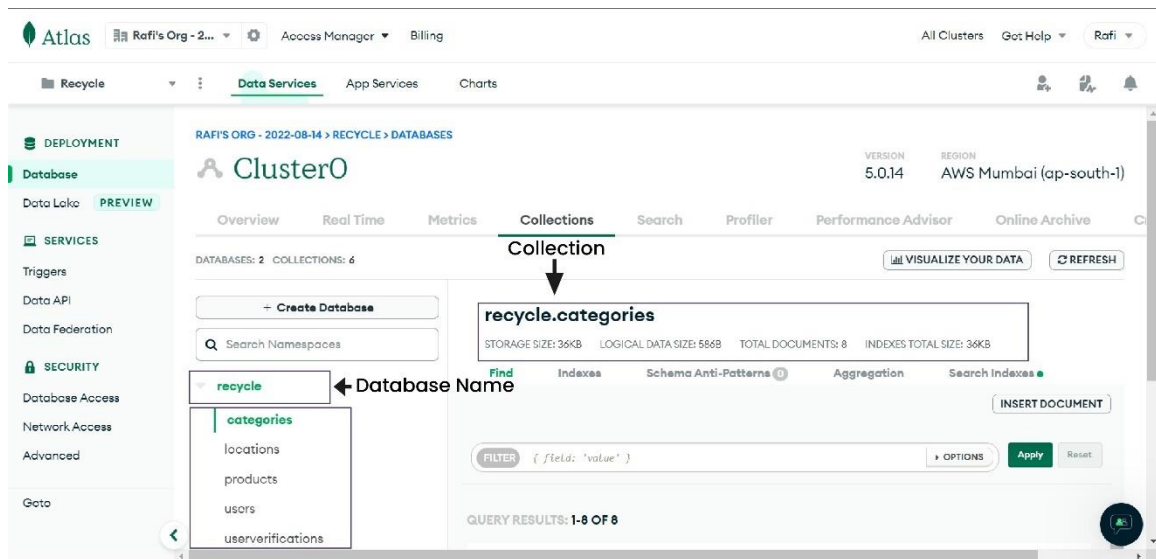 Atlas Rafi's Org - 2... Access Manager Billing All Clusters Get Help Rafi
Recycle Data Services App Services Charts
DEPLOYMENT
Database
Data Lake PREVIEW
SERVICES
Triggers
Data API
Data Federation
SECURITY
Database Access
Network Access
Advanced
Goto
RAFI'S ORG - 2022-08-14 > RECYCLE > DATABASES
Cluster0
VERSION REGION
5.0.14 AWS Mumbai (ap-south-1)
Overview Real Time Metrics Collections Search Profiler Performance Advisor Online Archive
DATABASES: 2 COLLECTIONS: 6
Collection
VISUALIZE YOUR DATA REFRESH
+ Create Database
Search Namespaces
recycle
Database Name
categories
locations
products
users
userverifications
recycle.categories
STORAGE SIZE: 36KB LOGICAL DATA SIZE: 586B TOTAL DOCUMENTS: 8 INDEXES TOTAL SIZE: 36KB
Find Indexes Schema Anti-Patterns 0 Aggregation Search Indexes
INSERT DOCUMENT
FILTER { field: 'value' } OPTIONS Apply Reset
QUERY RESULTS: 1-8 OF 8